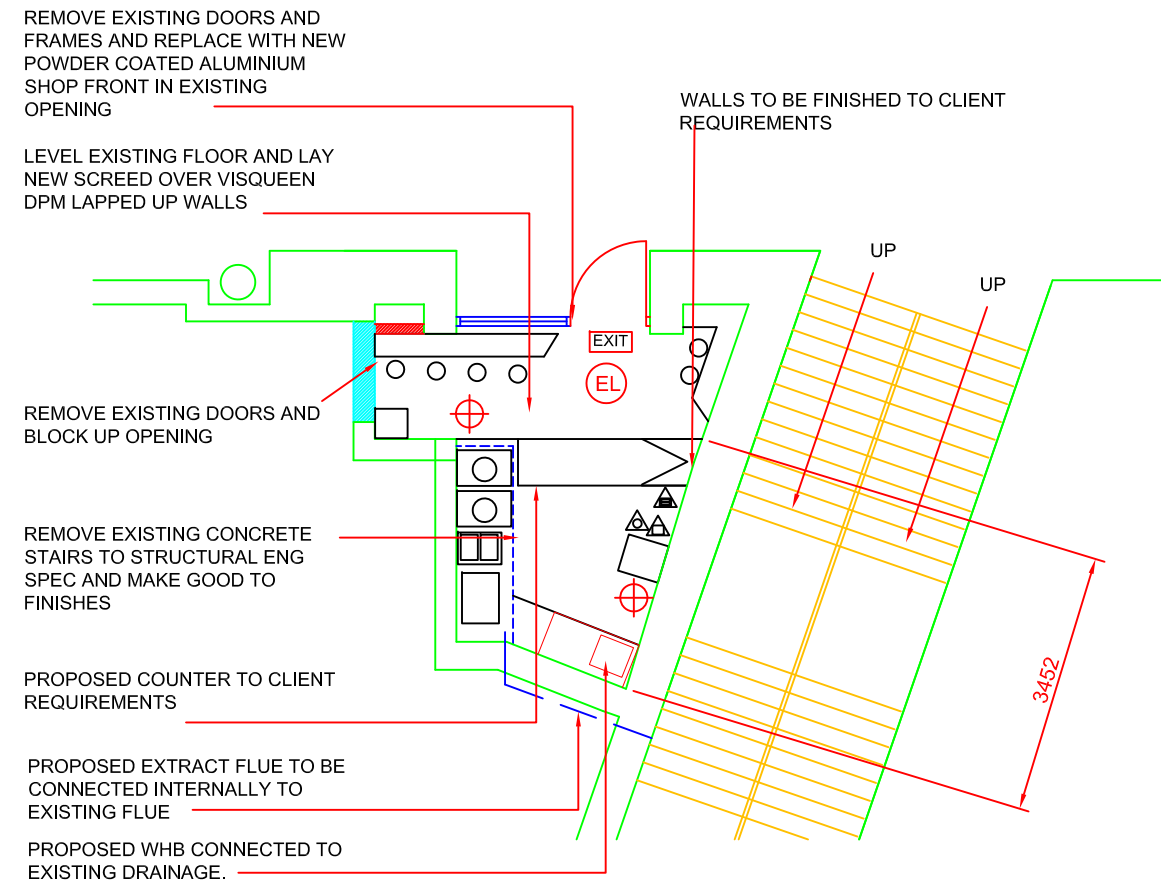 REMOVE EXISTING DOORS AND
FRAMES AND REPLACE WITH NEW
POWDER COATED ALUMINIUM
SHOP FRONT IN EXISTING
OPENING
WALLS TO BE FINISHED TO CLIENT
REQUIREMENTS
LEVEL EXISTING FLOOR AND LAY
NEW SCREED OVER VISQUEEN
DPM LAPPED UP WALLS
UP
UP
EXIT
EL
REMOVE EXISTING DOORS AND
BLOCK UP OPENING
REMOVE EXISTING CONCRETE
STAIRS TO STRUCTURAL ENG
SPEC AND MAKE GOOD TO
FINISHES
PROPOSED COUNTER TO CLIENT
REQUIREMENTS
3452
PROPOSED EXTRACT FLUE TO BE
CONNECTED INTERNALLY TO
EXISTING FLUE
PROPOSED WHB CONNECTED TO
EXISTING DRAINAGE.